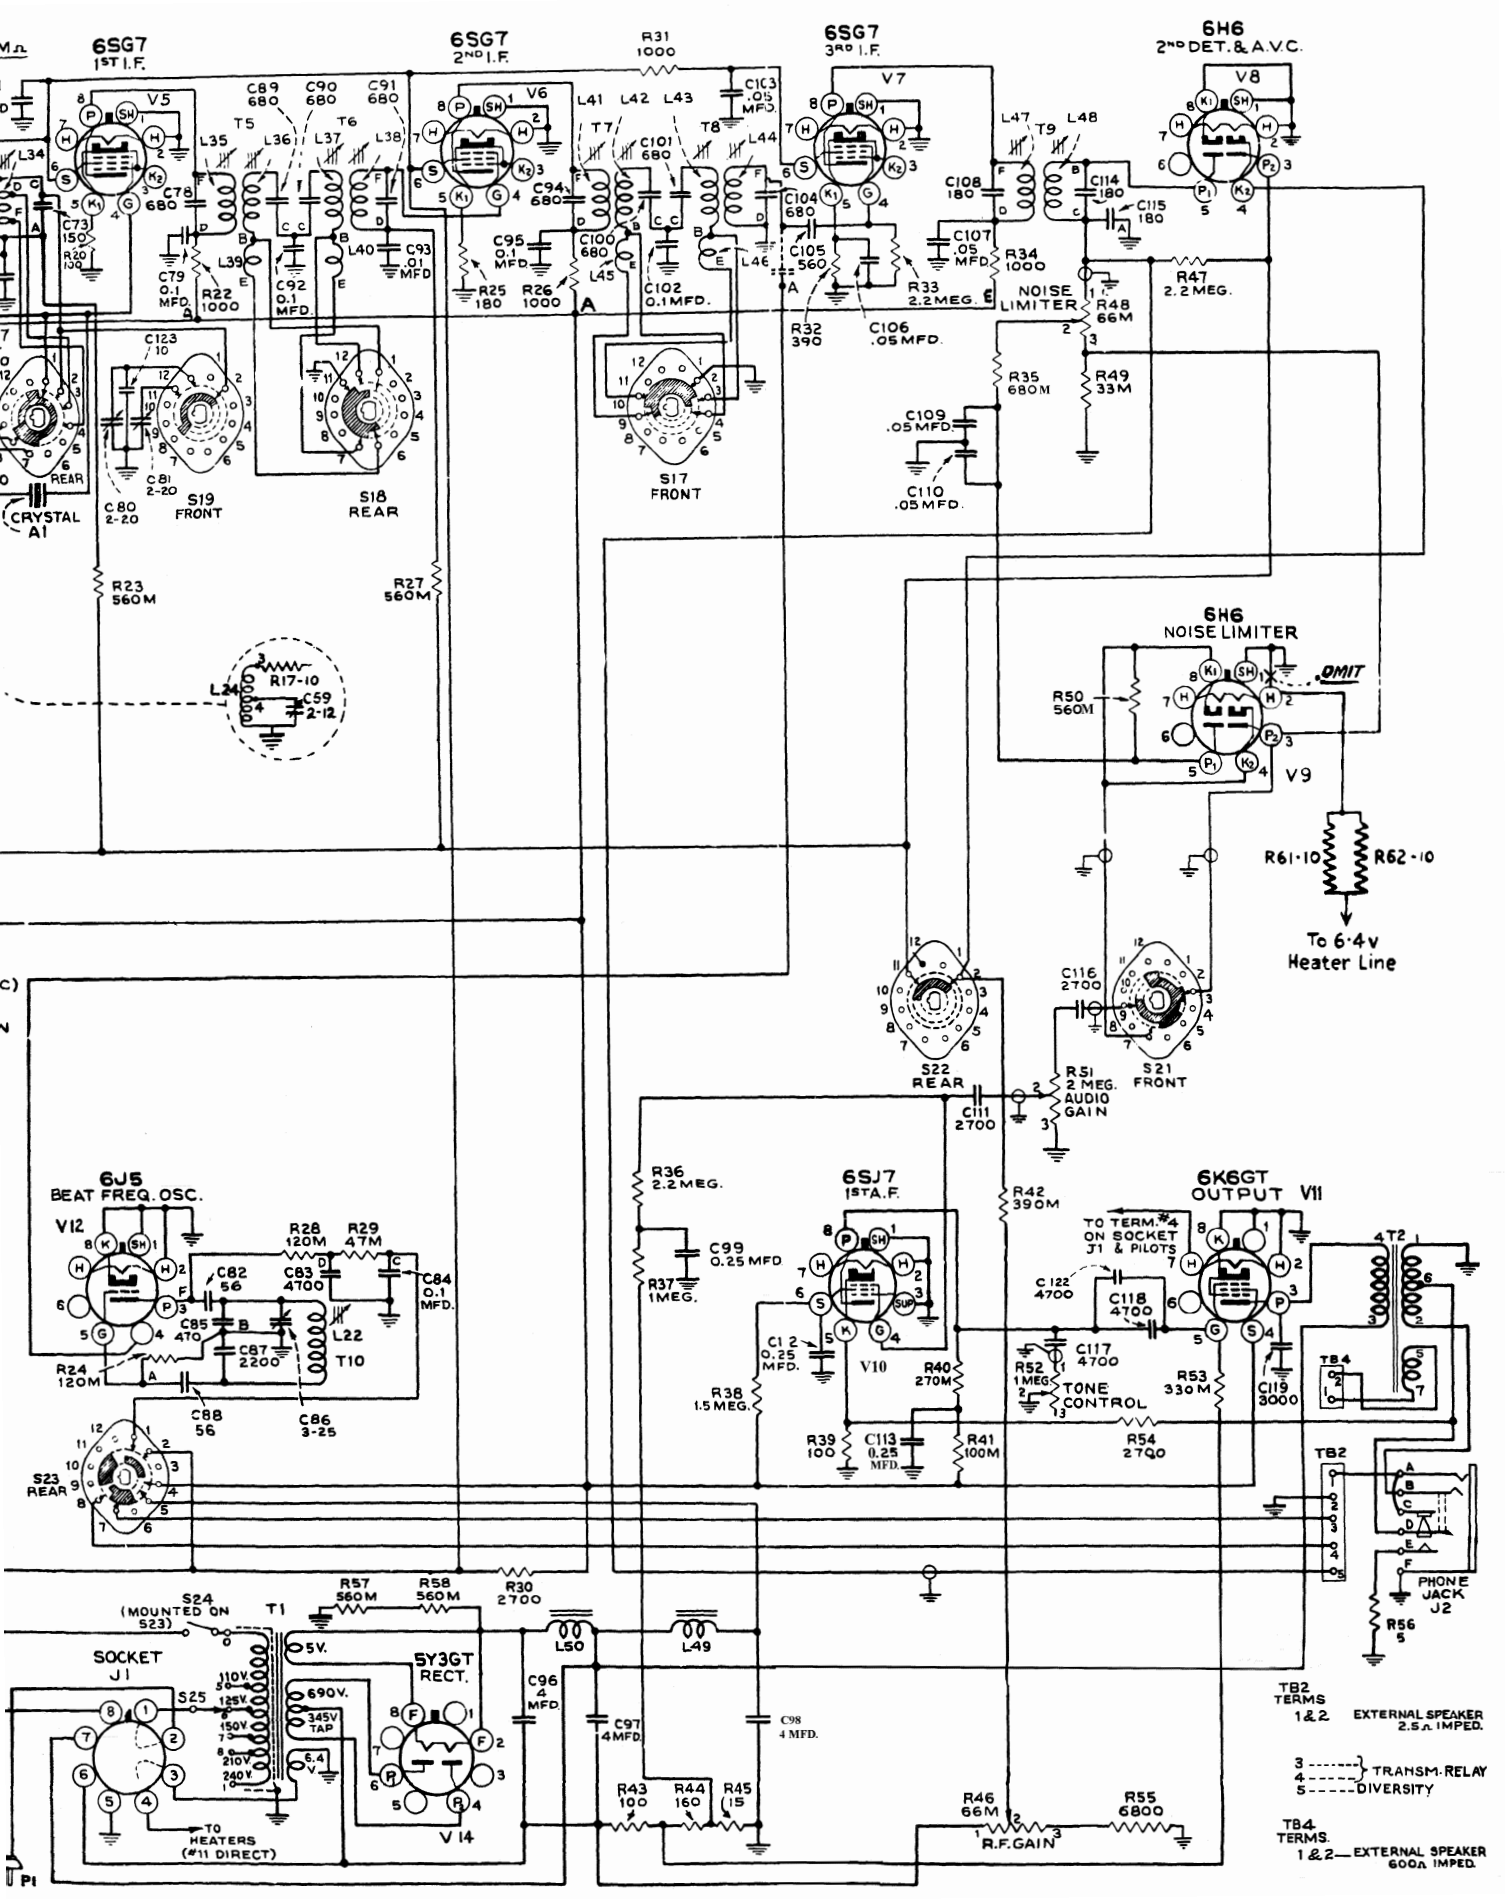 MΩ
6SG7
1ST I.F.
V5
6SG7
2ND I.F.
V6
R31
1000
C103
.05
MFD.
6SG7
3RD I.F.
V7
6H6
2ND DET. & A.V.C.
V8
L34
C73
150
R20
100
C78
680
L35
T5
C89
680
L36
C90
680
L37
T6
C91
680
L38
C79
0.1
MFD.
R22
1000
L39
C92
0.1
MFD.
L40
C93
.01
MFD
R25
180
C94
680
C95
0.1
MFD.
R26
1000
L41
T7
L42
C101
680
L43
T8
L44
C100
680
L45
C102
0.1 MFD.
L46
C104
680
C105
560
R32
390
C106
.05 MFD.
R33
2.2 MEG.
C108
180
C107
.05
MFD
R34
1000
L47
T9
L48
C114
180
C115
180
NOISE
LIMITER
R48
66M
R47
2.2 MEG.
R35
680M
R49
33M
C109
.05 MFD.
C110
.05 MFD.
C123
10
C80
2-20
C81
2-20
REAR
CRYSTAL
A1
S19
FRONT
S18
REAR
S17
FRONT
R23
560M
R27
560M
L24
R17-10
C59
2-12
6H6
NOISE LIMITER
OMIT
R50
560M
V9
R61-10
R62-10
To 6.4v
Heater Line
C)
N
S22
REAR
C116
2700
S21
FRONT
R51
2 MEG.
AUDIO
GAIN
C111
2700
6J5
BEAT FREQ. OSC.
V12
R28
120M
R29
47M
C82
56
C83
4700
C84
0.1
MFD.
C85
470
C87
2200
L22
T10
R24
120M
C88
56
C86
3-25
S23
REAR
R36
2.2 MEG.
C99
0.25 MFD
R37
1MEG.
6SJ7
1ST A.F.
V10
C1 2
0.25
MFD.
R38
1.5 MEG.
R39
100
C113
0.25
MFD.
R40
270M
R41
100M
R42
390M
TO TERM. #4
ON SOCKET
J1 & PILOTS
6K6GT
OUTPUT
V11
C122
4700
C118
4700
C117
4700
R52
1 MEG
TONE
CONTROL
R53
330M
C119
3000
R54
2700
T2
TB4
TB2
PHONE
JACK
J2
R56
5
R30
2700
R57
560M
R58
560M
S24
(MOUNTED ON
S23)
T1
5V.
690V.
345V
TAP
6.4
V
110V.
125V.
150V.
210V.
240V.
SOCKET
J1
S25
TO
HEATERS
(#11 DIRECT)
P1
5Y3GT
RECT.
V14
L50
L49
C96
4
MFD.
C97
4MFD.
C98
4 MFD.
R43
100
R44
160
R45
15
R46
66M
R.F. GAIN
R55
6800
TB2
TERMS
1 & 2 EXTERNAL SPEAKER
2.5Ω IMPED.
3 ------
4 ------ } TRANSM. RELAY
5 ----- DIVERSITY
TB4
TERMS.
1 & 2 — EXTERNAL SPEAKER
600Ω IMPED.